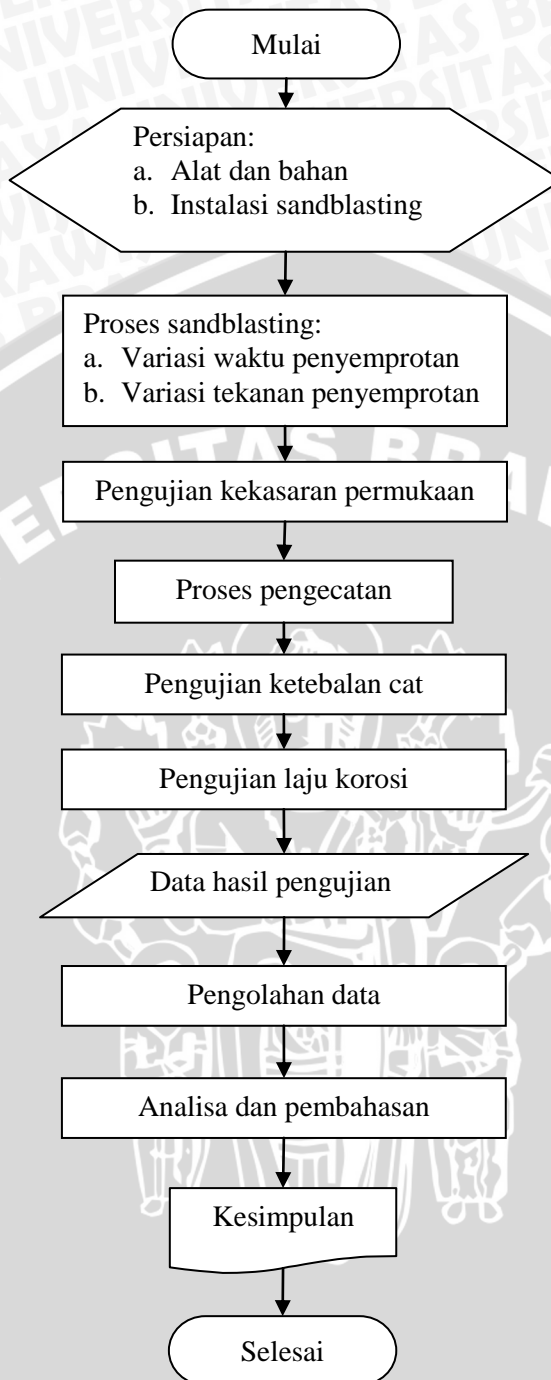 Mulai
Persiapan:
a. Alat dan bahan
b. Instalasi sandblasting
Proses sandblasting:
a. Variasi waktu penyemprotan
b. Variasi tekanan penyemprotan
Pengujian kekasaran permukaan
Proses pengecatan
Pengujian ketebalan cat
Pengujian laju korosi
Data hasil pengujian
Pengolahan data
Analisa dan pembahasan
Kesimpulan
Selesai